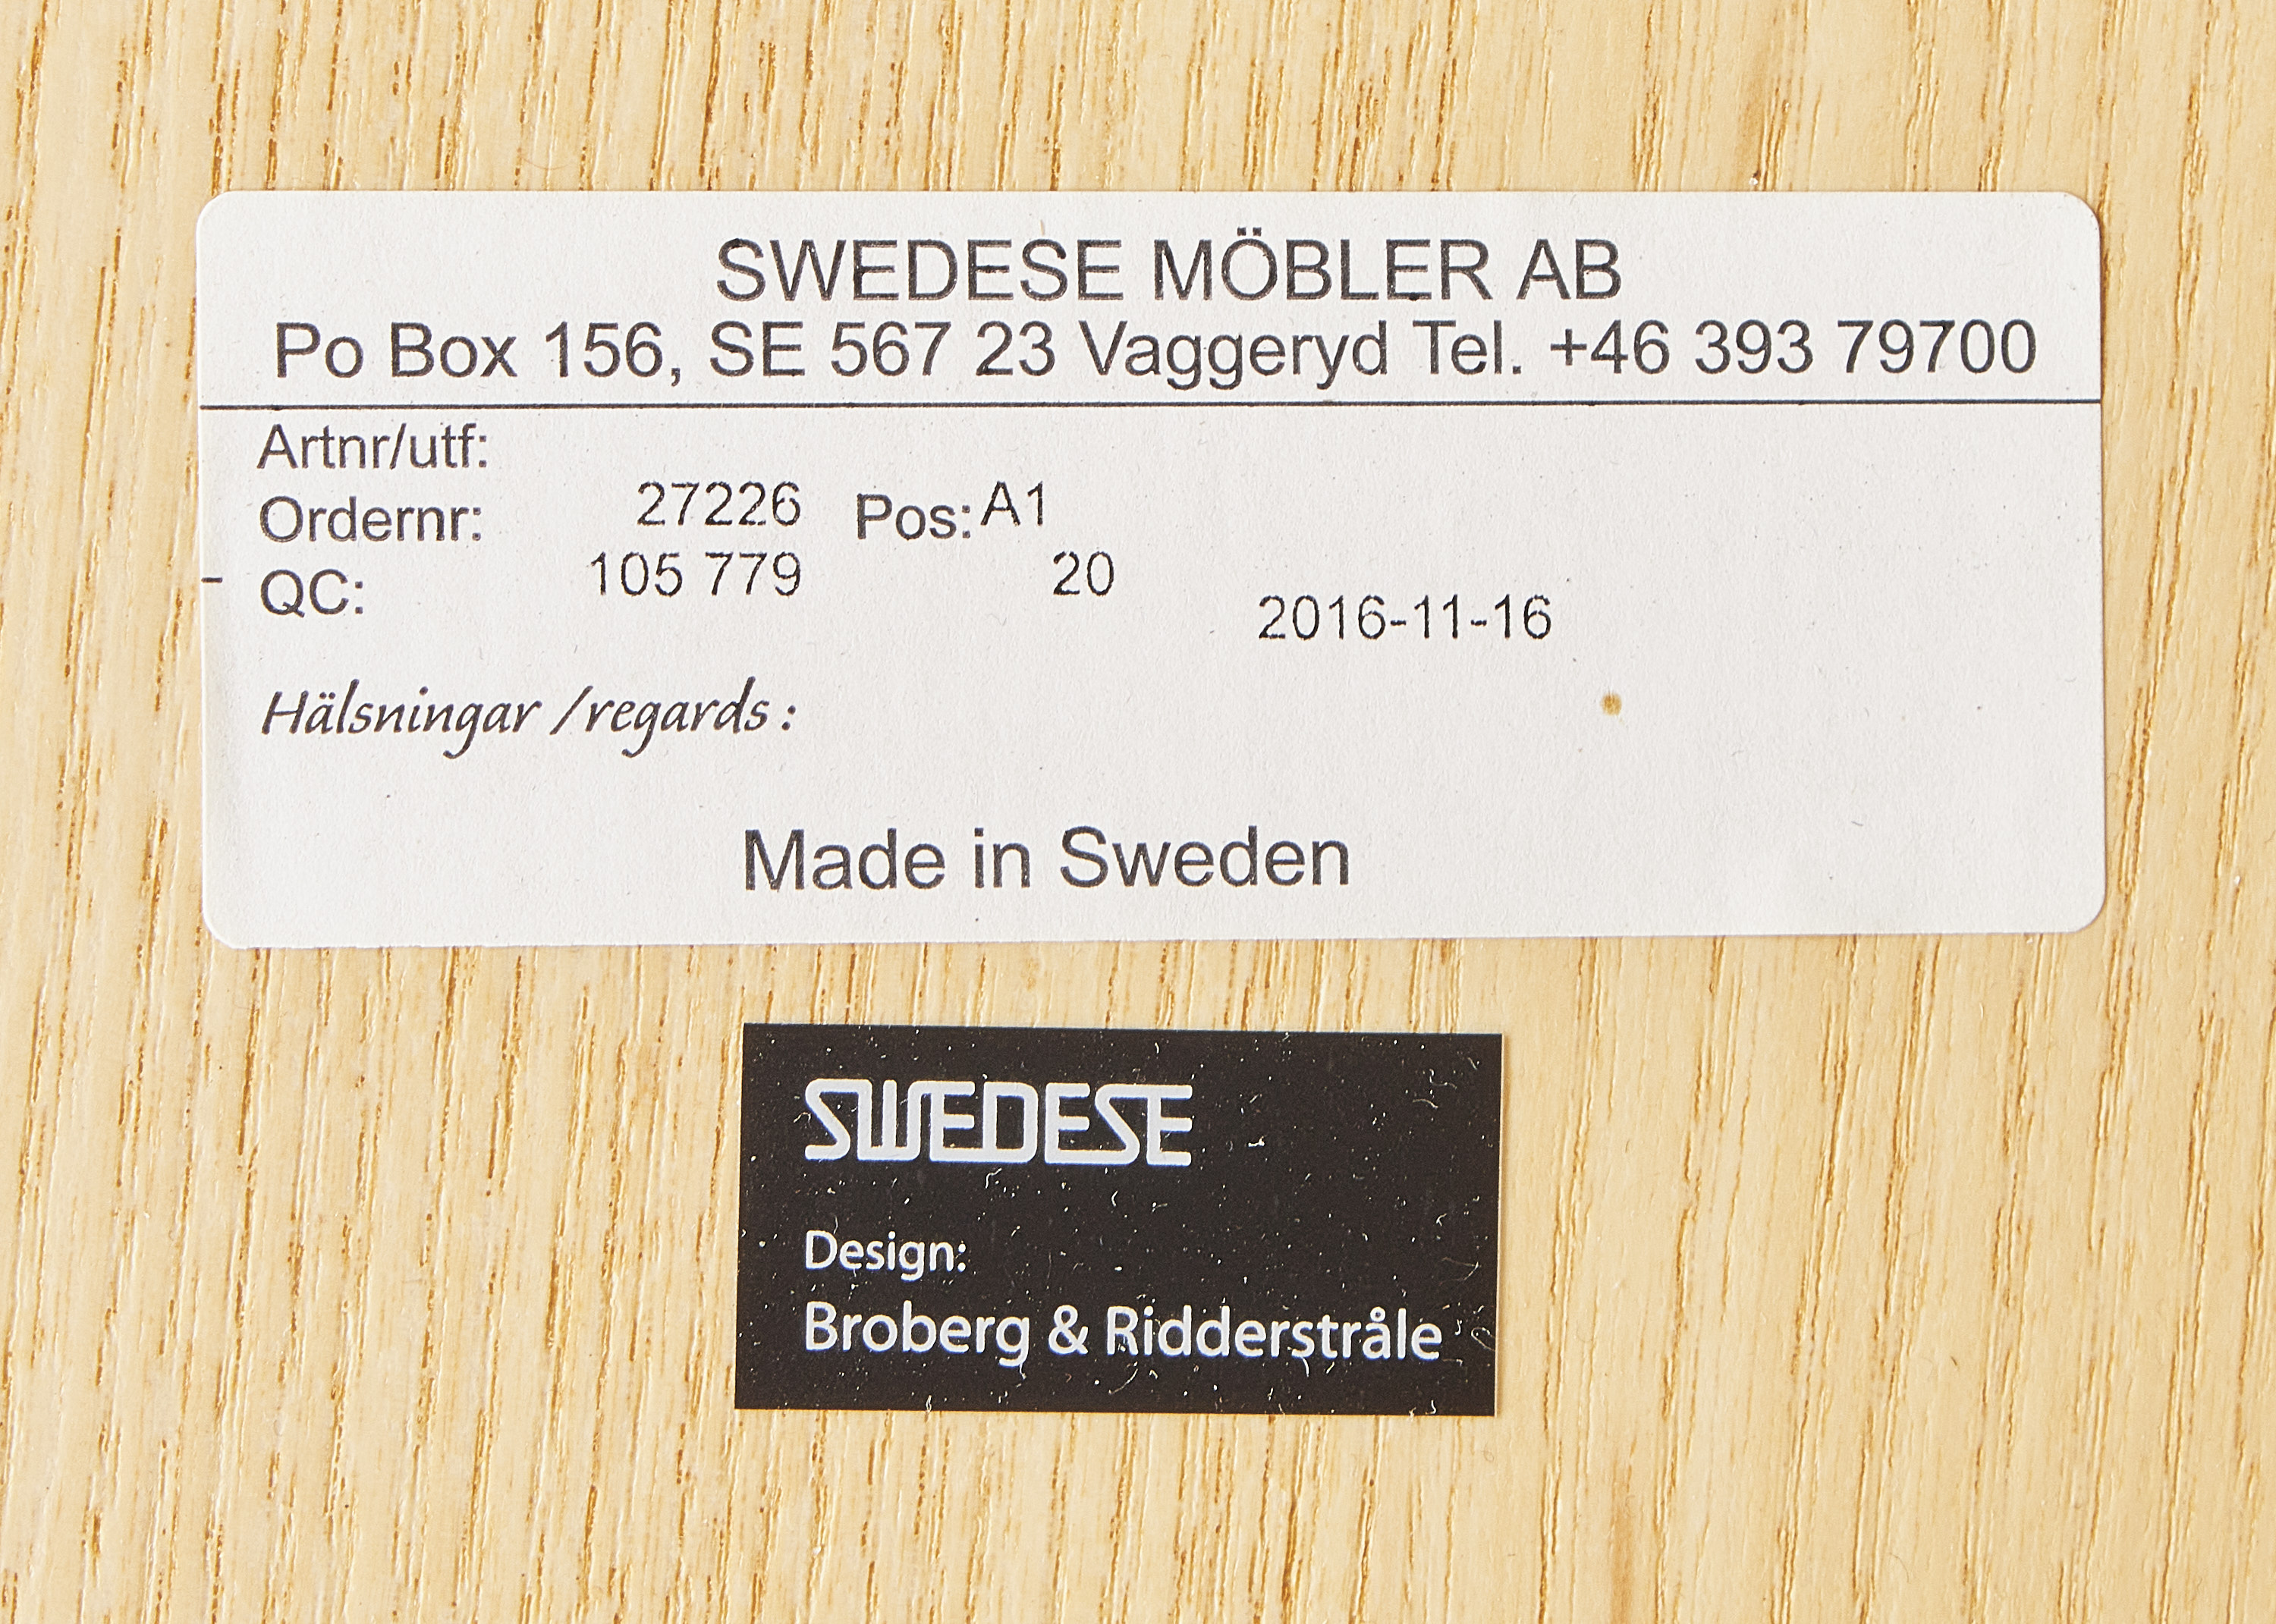 SWEDESE MÖBLER AB
Po Box 156, SE 567 23 Vaggeryd Tel. +46 393 79700
Artnr/utf:
Ordernr: 27226 Pos: A1
QC: 105 779 20
2016-11-16
Hälsningar /regards :
Made in Sweden
SWEDESE
Design:
Broberg & Ridderstråle